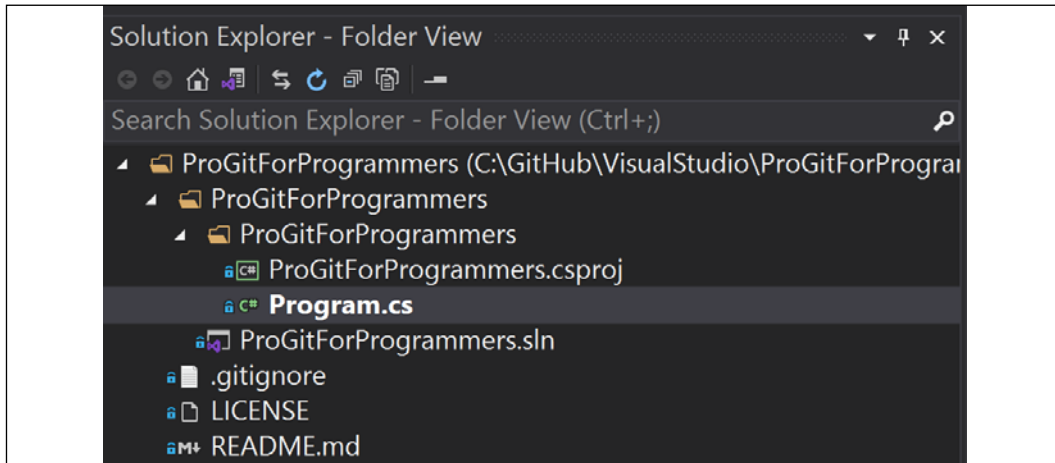 Solution Explorer - Folder View
Search Solution Explorer - Folder View (Ctrl+;)
ProGitForProgrammers (C:\GitHub\VisualStudio\ProGitForPrograr
ProGitForProgrammers
ProGitForProgrammers
C# ProGitForProgrammers.csproj
C# Program.cs
ProGitForProgrammers.sln
.gitignore
LICENSE
M↓ README.md